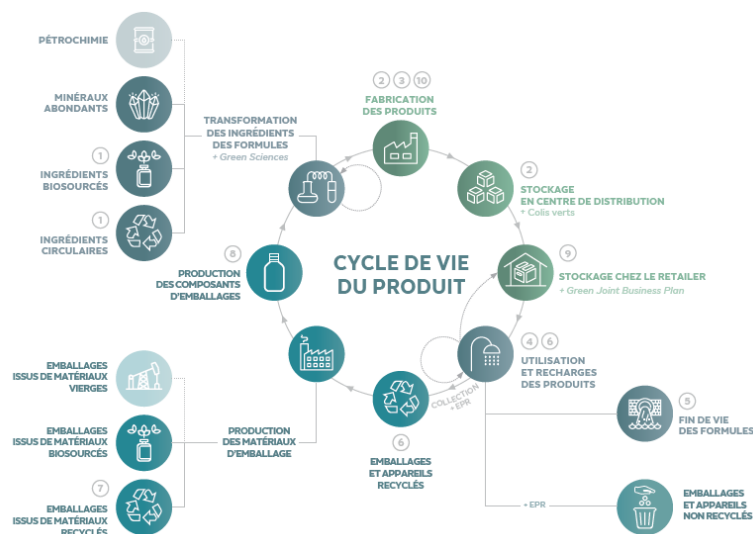 PÉTROCHIMIE
MINÉRAUX
ABONDANTS
1
INGRÉDIENTS
BIOSOURCÉS
1
INGRÉDIENTS
CIRCULAIRES
TRANSFORMATION
DES INGRÉDIENTS
DES FORMULES
+ Green Sciences
2 3 10
FABRICATION
DES PRODUITS
2
STOCKAGE
EN CENTRE DE DISTRIBUTION
+ Colis verts
9
STOCKAGE CHEZ LE RETAILER
+ Green Joint Business Plan
8
PRODUCTION
DES COMPOSANTS
D'EMBALLAGES
CYCLE DE VIE
DU PRODUIT
4 6
UTILISATION
ET RECHARGES
DES PRODUITS
COLLECTION
+ EPR
6
EMBALLAGES
ET APPAREILS
RECYCLÉS
EMBALLAGES
ISSUS DE MATÉRIAUX
VIERGES
EMBALLAGES
ISSUS DE MATÉRIAUX
BIOSOURCÉS
7
EMBALLAGES
ISSUS DE MATÉRIAUX
RECYCLÉS
PRODUCTION
DES MATÉRIAUX
D'EMBALLAGE
5
FIN DE VIE
DES FORMULES
+ EPR
EMBALLAGES
ET APPAREILS
NON RECYCLÉS